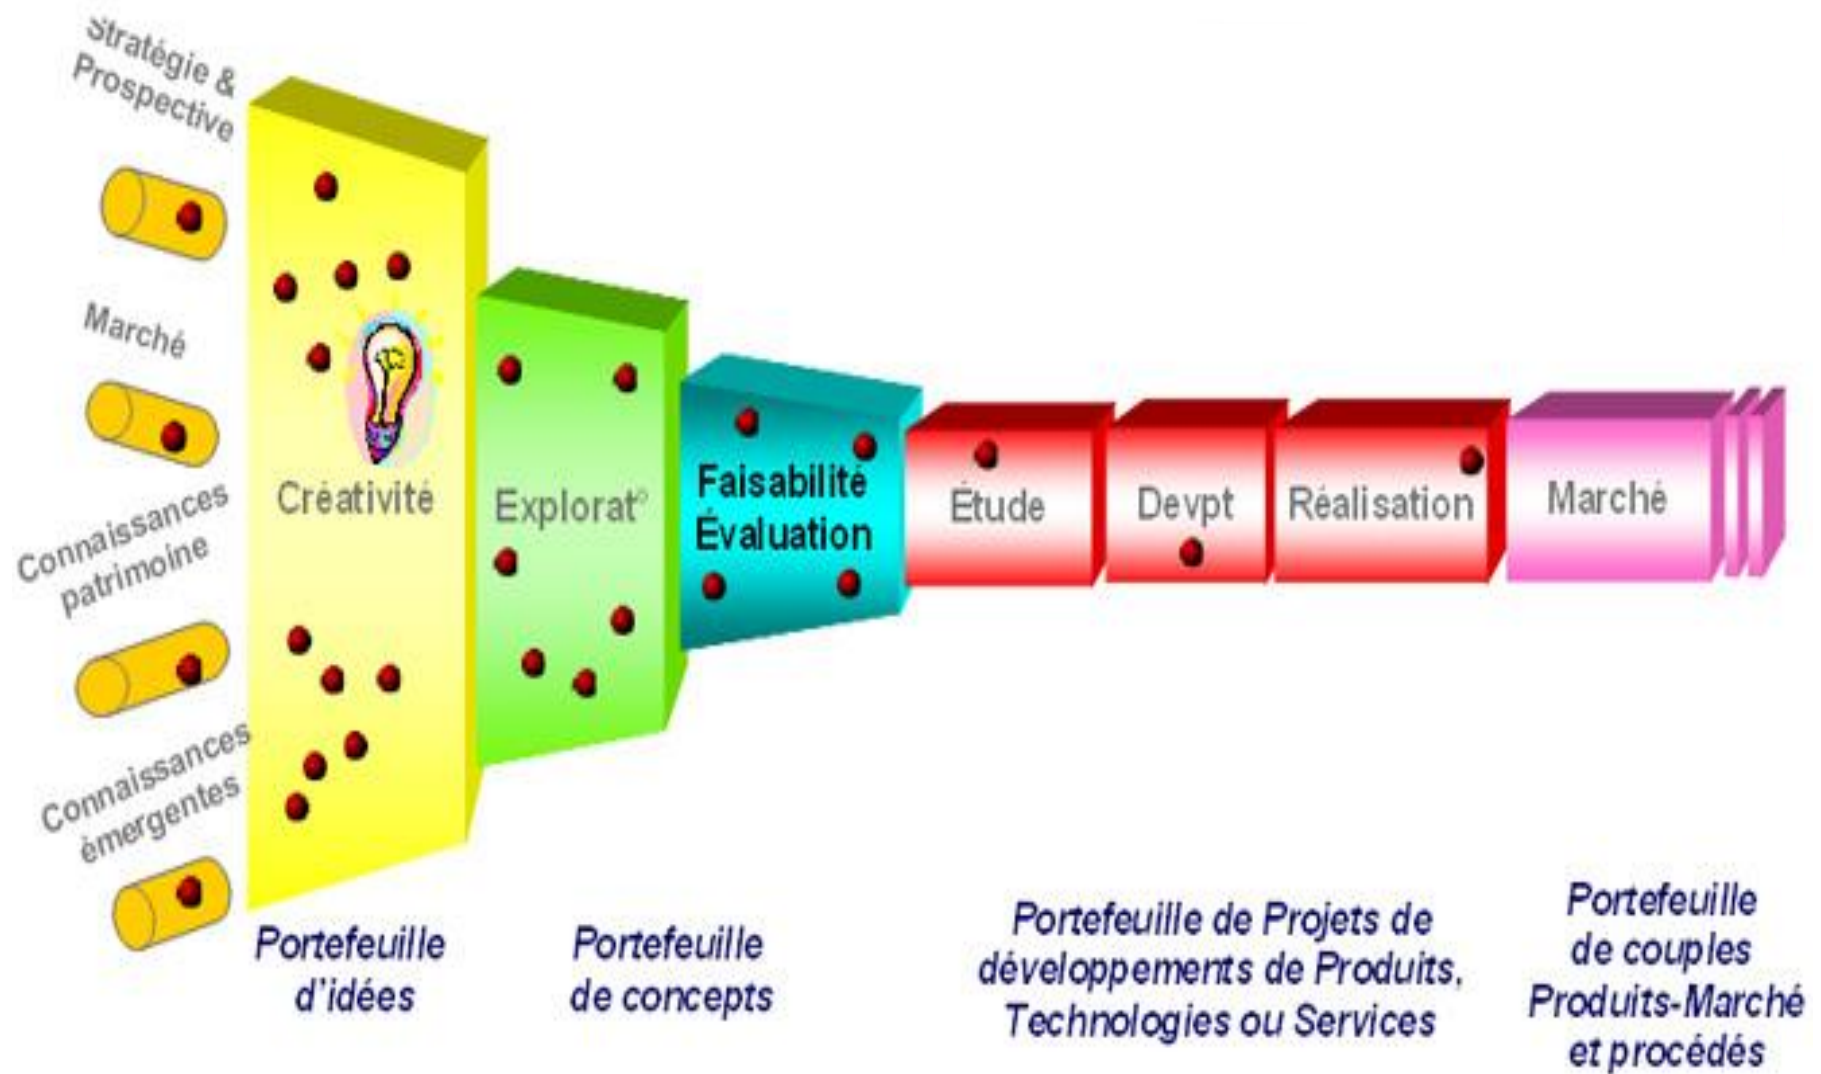 Stratégie &
Prospective
Marché
Connaissances
patrimoine
Connaissances
émergentes
Créativité
Explorat°
Faisabilité
Évaluation
Étude
Devpt
Réalisation
Marché
Portefeuille
d'idées
Portefeuille
de concepts
Portefeuille de Projets de
développements de Produits,
Technologies ou Services
Portefeuille
de couples
Produits-Marché
et procédés